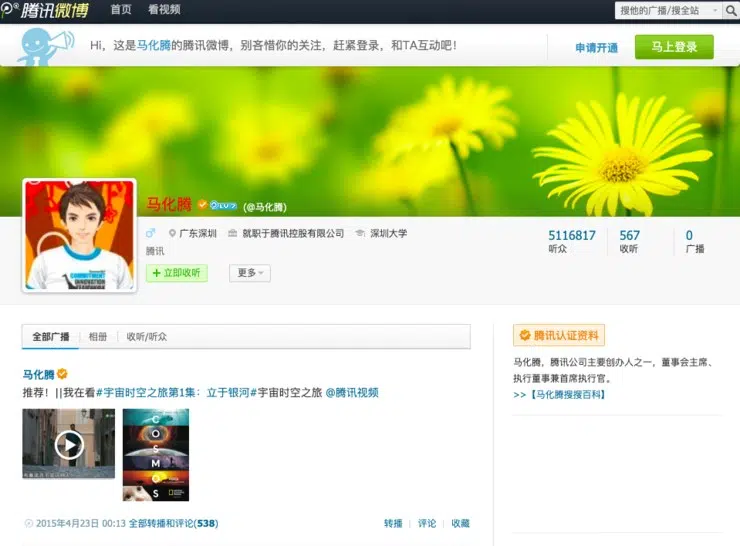 腾讯微博 首页 看视频 搜他的广播/搜全站
Hi，这是马化腾的腾讯微博，别吝惜你的关注，赶紧登录，和TA互动吧！ 申请开通 马上登录
马化腾 (@马化腾)
广东深圳 就职于腾讯控股有限公司 深圳大学
腾讯
5116817 567 0
听众 收听 广播
+ 立即收听 更多
COMMITMENT
INNOVATION
全部广播 相册 收听/听众
马化腾
推荐！||我在看#宇宙时空之旅第1集：立于银河#宇宙时空之旅 @腾讯视频
COSMOS
2015年4月23日 00:13 全部转播和评论(538) 转播 评论 收藏
腾讯认证资料
马化腾，腾讯公司主要创办人之一，董事会主席、
执行董事兼首席执行官。
>>【马化腾搜搜百科】